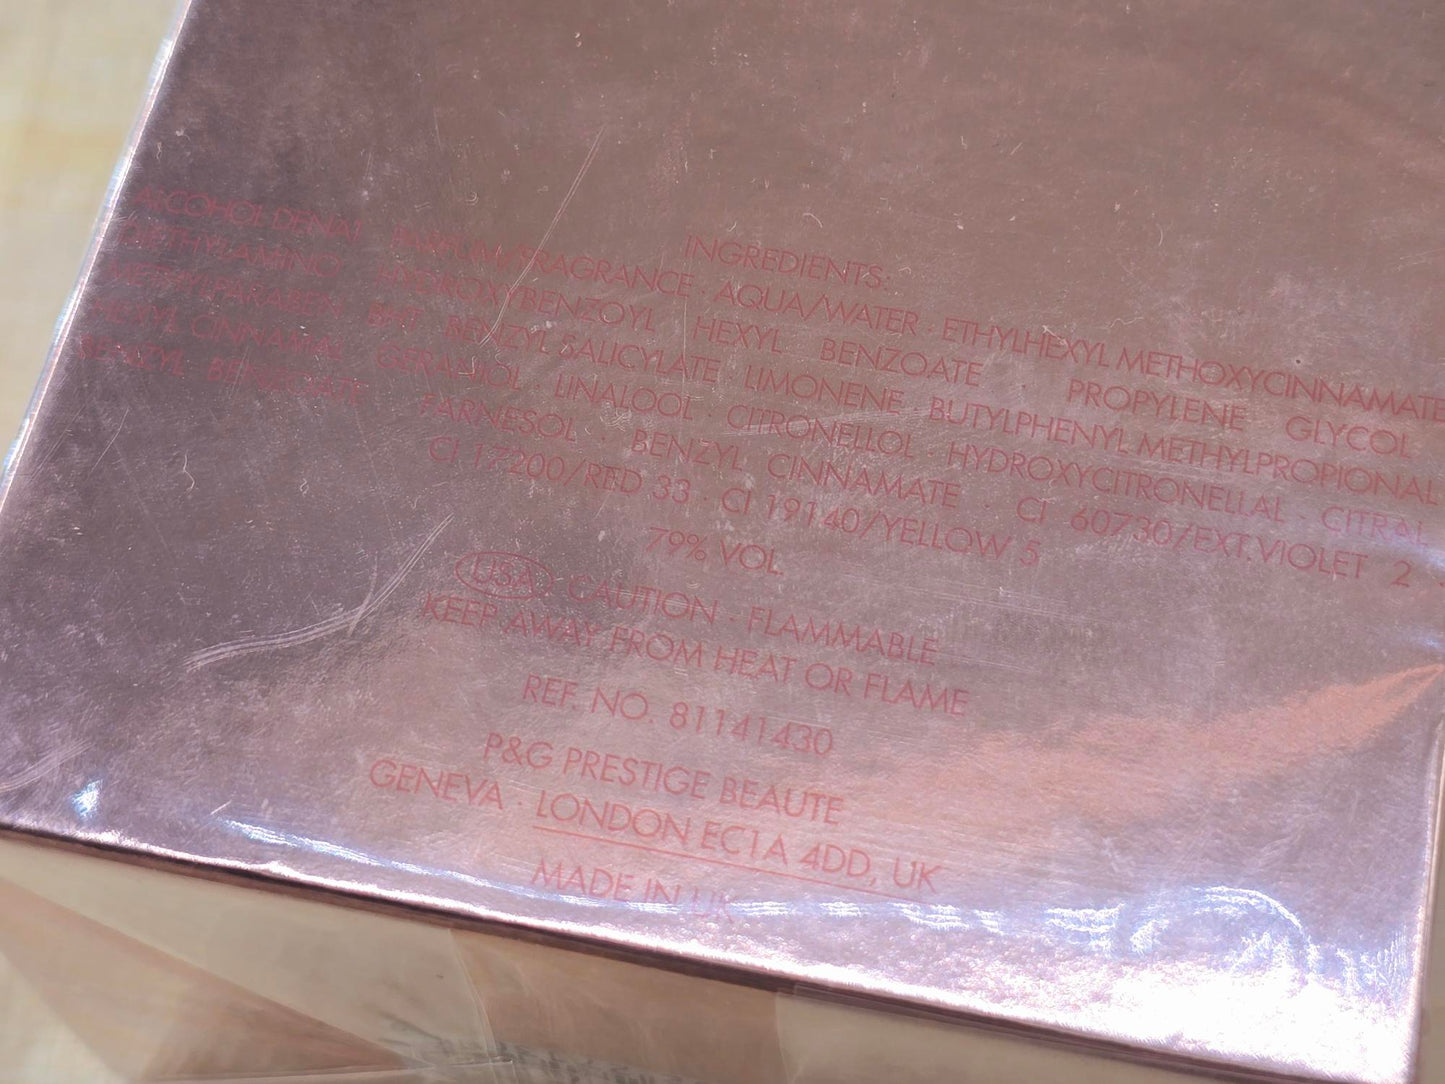 INGREDIENTS:
ALCOHOL DENAT. · PARFUM/FRAGRANCE · AQUA/WATER · ETHYLHEXYL METHOXYCINNAMATE
DIETHYLAMINO HYDROXYBENZOYL HEXYL BENZOATE PROPYLENE GLYCOL
METHYLPARABEN · BHT · BENZYL SALICYLATE · LIMONENE · BUTYLPHENYL METHYLPROPIONAL
HEXYL CINNAMAL · GERANIOL · LINALOOL · CITRONELLOL · HYDROXYCITRONELLAL · CITRAL
BENZYL BENZOATE · FARNESOL · BENZYL CINNAMATE · CI 60730/EXT.VIOLET 2 ·
CI 17200/RED 33 · CI 19140/YELLOW 5
79% VOL.
USA CAUTION · FLAMMABLE
KEEP AWAY FROM HEAT OR FLAME
REF. NO. 81141430
P&G PRESTIGE BEAUTE
GENEVA · LONDON EC1A 4DD, UK
MADE IN UK